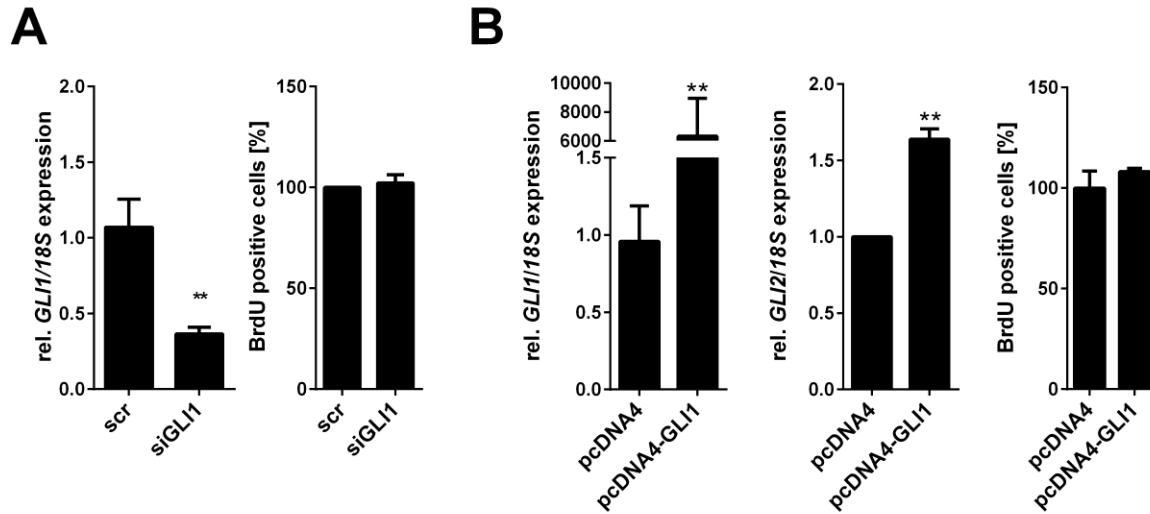 A
rel. GLI1/18S expression
2.0
1.5
1.0
0.5
0.0
**
scr
siGLI1
BrdU positive cells [%]
150
100
50
0
scr
siGLI1
B
rel. GLI1/18S expression
10000
8000
6000
1.5
1.0
0.5
0.0
**
pcDNA4
pcDNA4-GLI1
rel. GLI2/18S expression
2.0
1.5
1.0
0.5
0.0
**
pcDNA4
pcDNA4-GLI1
BrdU positive cells [%]
150
100
50
0
pcDNA4
pcDNA4-GLI1